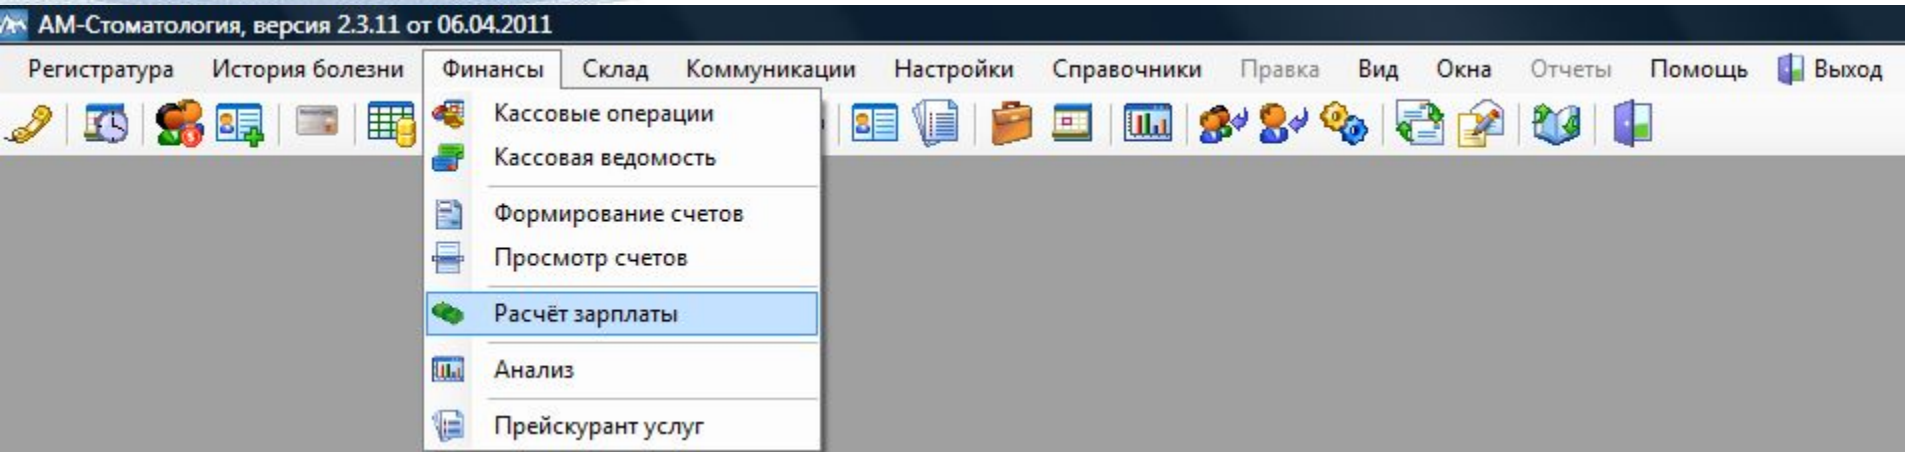 АМ-Стоматология, версия 2.3.11 от 06.04.2011
Регистратура История болезни Финансы Склад Коммуникации Настройки Справочники Правка Вид Окна Отчеты Помощь Выход
Кассовые операции
Кассовая ведомость
Формирование счетов
Просмотр счетов
Расчёт зарплаты
Анализ
Прейскурант услуг